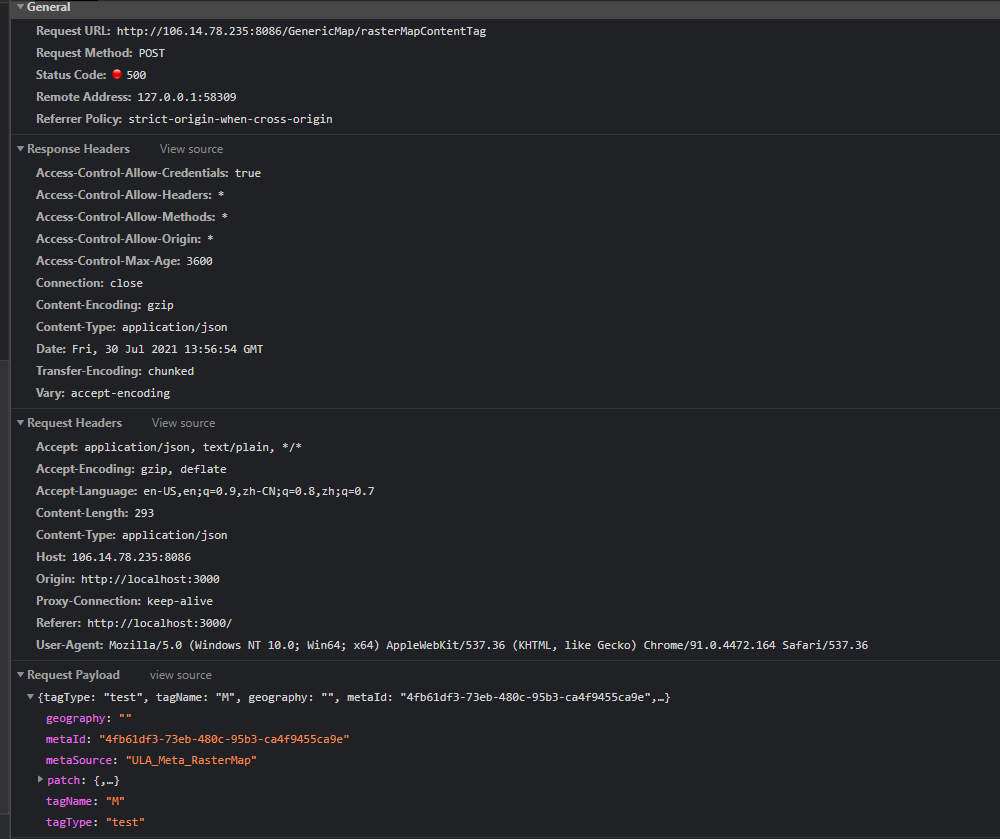 General
Request URL: http://106.14.78.235:8086/GenericMap/rasterMapContentTag
Request Method: POST
Status Code: 500
Remote Address: 127.0.0.1:58309
Referrer Policy: strict-origin-when-cross-origin
Response Headers View source
Access-Control-Allow-Credentials: true
Access-Control-Allow-Headers: *
Access-Control-Allow-Methods: *
Access-Control-Allow-Origin: *
Access-Control-Max-Age: 3600
Connection: close
Content-Encoding: gzip
Content-Type: application/json
Date: Fri, 30 Jul 2021 13:56:54 GMT
Transfer-Encoding: chunked
Vary: accept-encoding
Request Headers View source
Accept: application/json, text/plain, */*
Accept-Encoding: gzip, deflate
Accept-Language: en-US,en;q=0.9,zh-CN;q=0.8,zh;q=0.7
Content-Length: 293
Content-Type: application/json
Host: 106.14.78.235:8086
Origin: http://localhost:3000
Proxy-Connection: keep-alive
Referer: http://localhost:3000/
User-Agent: Mozilla/5.0 (Windows NT 10.0; Win64; x64) AppleWebKit/537.36 (KHTML, like Gecko) Chrome/91.0.4472.164 Safari/537.36
Request Payload view source
{tagType: "test", tagName: "M", geography: "", metaId: "4fb61df3-73eb-480c-95b3-ca4f9455ca9e",…}
geography: ""
metaId: "4fb61df3-73eb-480c-95b3-ca4f9455ca9e"
metaSource: "ULA_Meta_RasterMap"
patch: {,…}
tagName: "M"
tagType: "test"